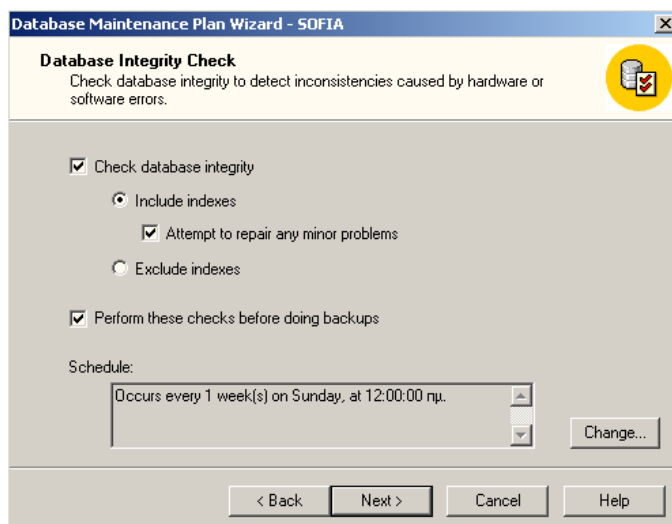 Database Maintenance Plan Wizard - SOFIA
Database Integrity Check
Check database integrity to detect inconsistencies caused by hardware or
software errors.
Check database integrity
Include indexes
Attempt to repair any minor problems
Exclude indexes
Perform these checks before doing backups
Schedule:
Occurs every 1 week(s) on Sunday, at 12:00:00 πμ.
Change...
< Back
Next >
Cancel
Help